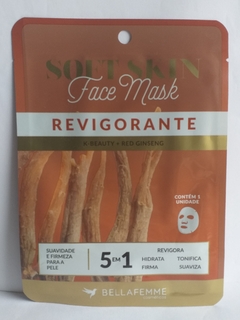 SOFT SKIN
Face Mask
REVIGORANTE
K-BEAUTY • RED GINSENG
CONTÉM 1
UNIDADE
SUAVIDADE
E FIRMEZA
PARA A
PELE
5 EM 1
REVIGORA
HIDRATA TONIFICA
FIRMA SUAVIZA
BELLAFEMME